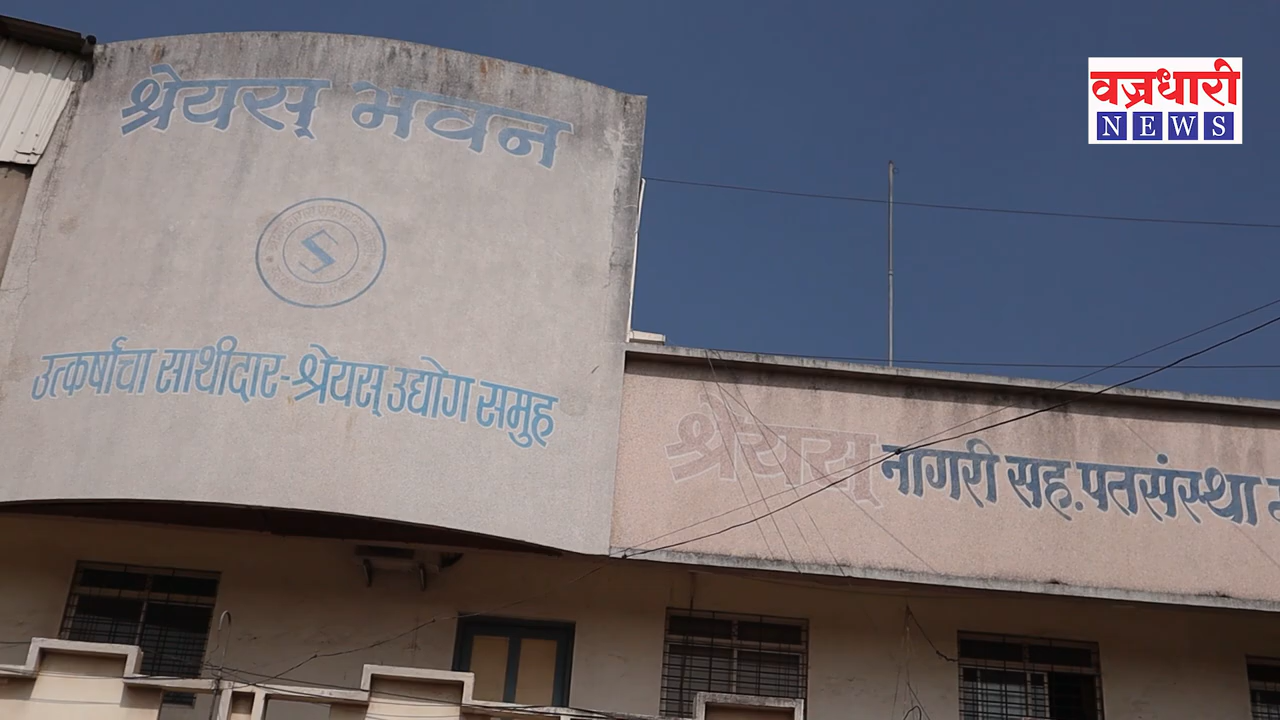 श्रेयस् भवन
S
उत्कर्षाचा साथीदार-श्रेयस् उद्योग समुह
श्रेयस् नागरी सह.पतसंस्था
वज्रधारी
NEWS